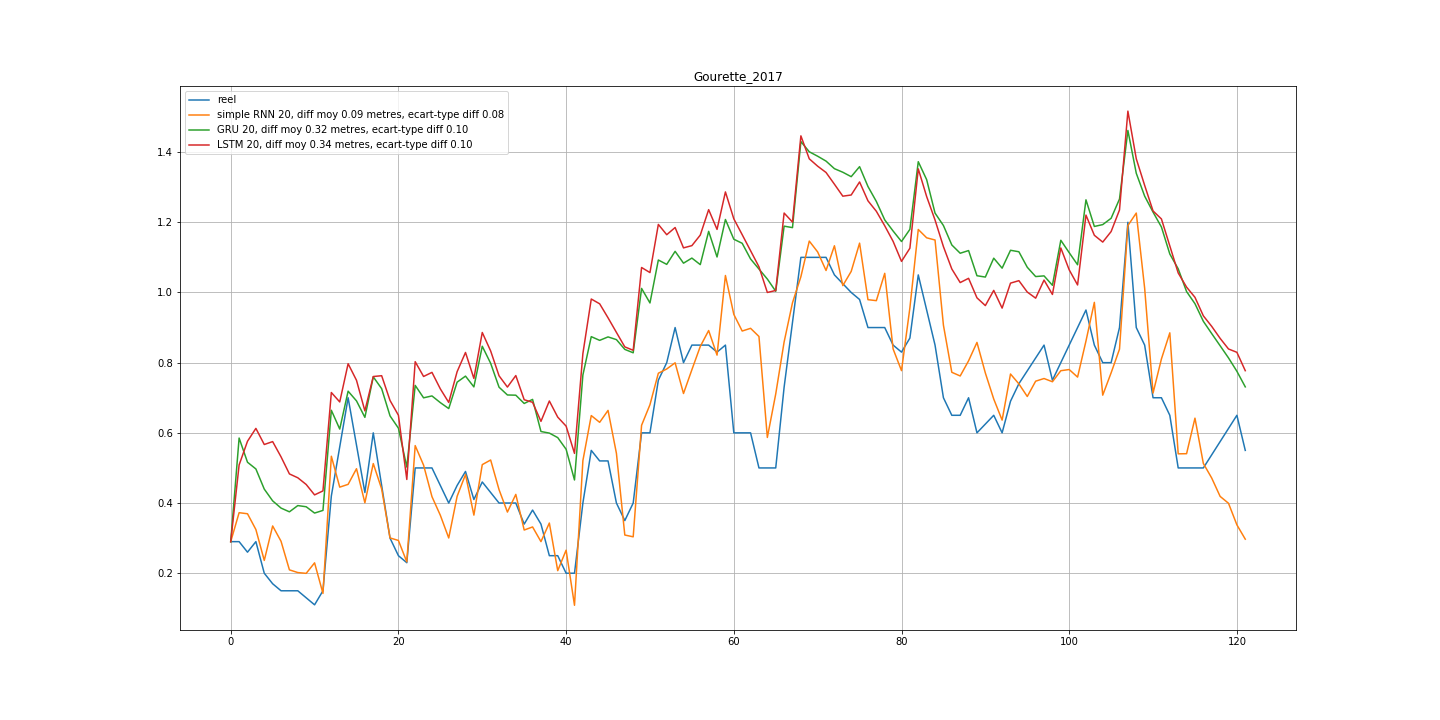 Gourette_2017
reel
simple RNN 20, diff moy 0.09 metres, ecart-type diff 0.08
GRU 20, diff moy 0.32 metres, ecart-type diff 0.10
LSTM 20, diff moy 0.34 metres, ecart-type diff 0.10
1.4
1.2
1.0
0.8
0.6
0.4
0.2
0 20 40 60 80 100 120